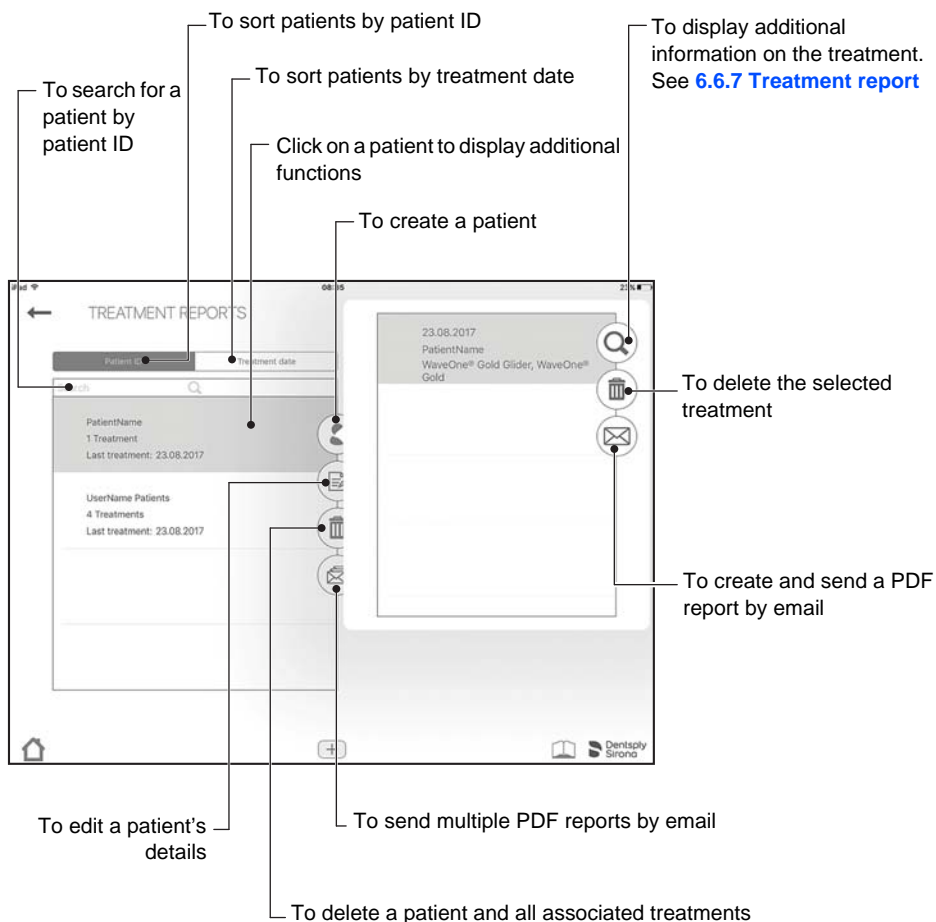 To sort patients by patient ID
To display additional
information on the treatment.
See 6.6.7 Treatment report
To sort patients by treatment date
To search for a
patient by
patient ID
Click on a patient to display additional
functions
To create a patient
iPad
23%
TREATMENT REPORTS
Patient ID
Treatment date
PatientName
1 Treatment
Last treatment: 23.08.2017
UserName Patients
4 Treatments
Last treatment: 23.08.2017
23.08.2017
PatientName
WaveOne® Gold Glider, WaveOne®
Gold
To delete the selected
treatment
To create and send a PDF
report by email
Dentsply
Sirona
To edit a patient's
details
To send multiple PDF reports by email
To delete a patient and all associated treatments